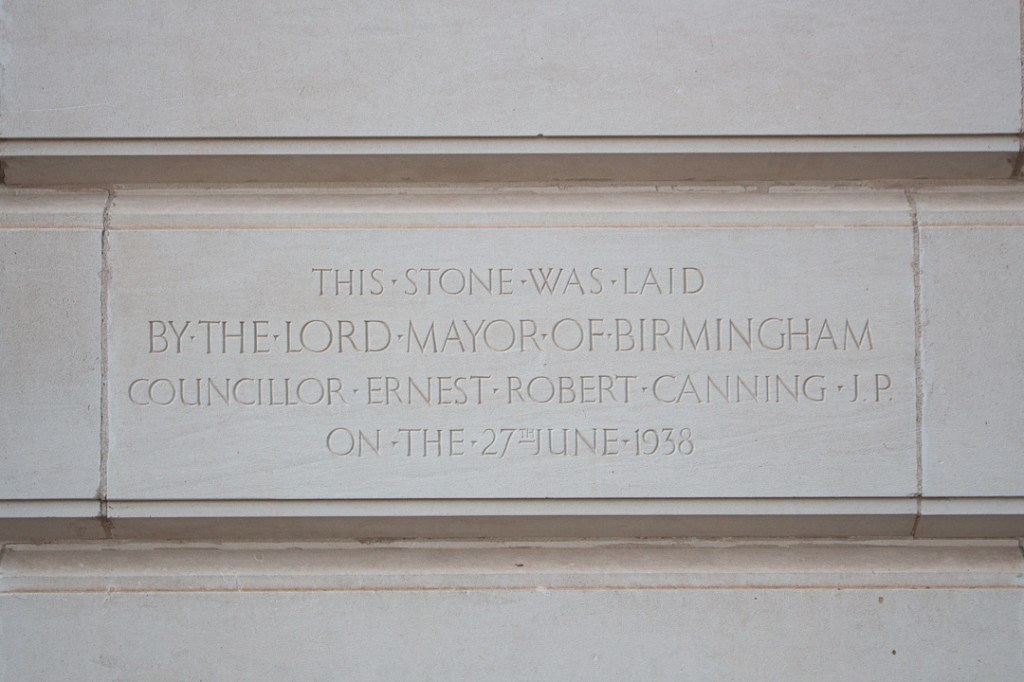 THIS·STONE·WAS·LAID
BY·THE·LORD·MAYOR·OF·BIRMINGHAM
COUNCILLOR·ERNEST·ROBERT·CANNING·J.P.
ON·THE·27TH JUNE·1938